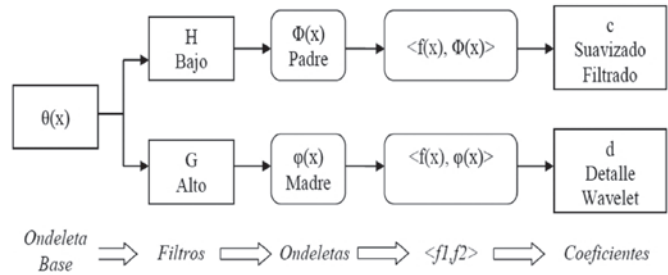 θ(x)
H
Bajo
Φ(x)
Padre
<f(x), Φ(x)>
c
Suavizado
Filtrado
G
Alto
φ(x)
Madre
<f(x), φ(x)>
d
Detalle
Wavelet
Ondeleta
Base
Filtros
Ondeletas
<f1,f2>
Coeficientes